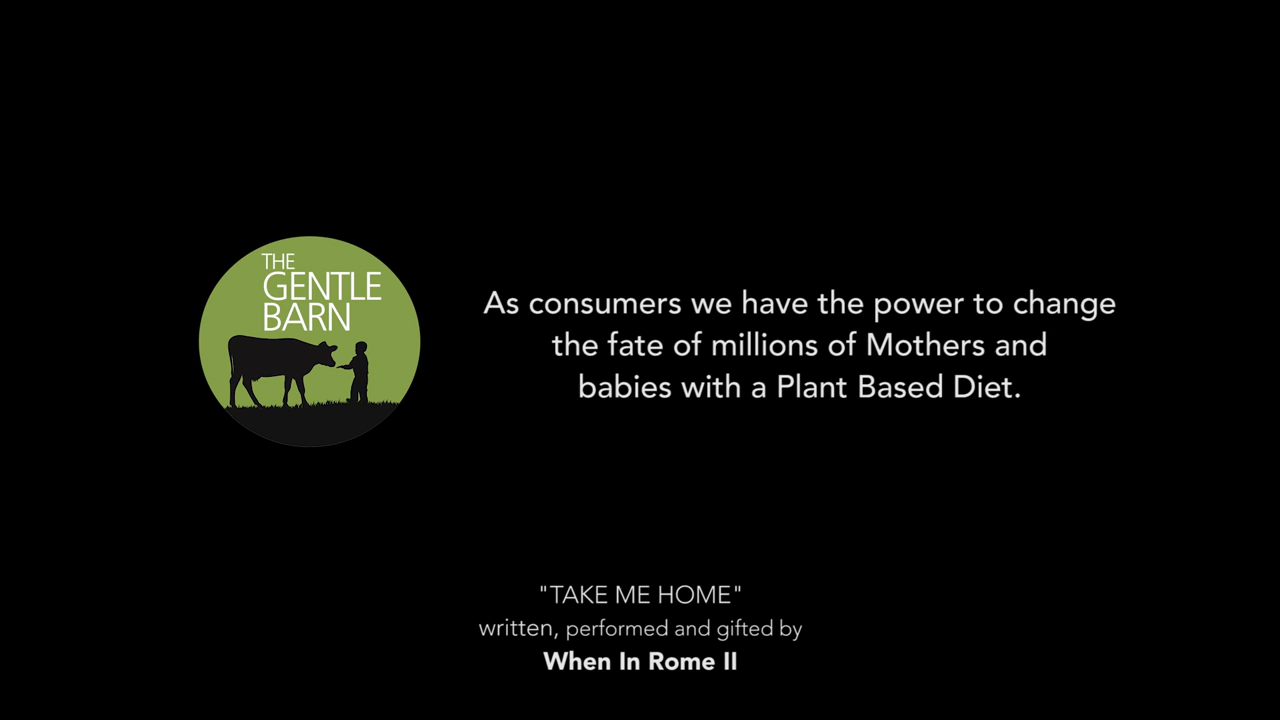 THE
GENTLE
BARN
As consumers we have the power to change
the fate of millions of Mothers and
babies with a Plant Based Diet.
"TAKE ME HOME"
written, performed and gifted by
When In Rome II